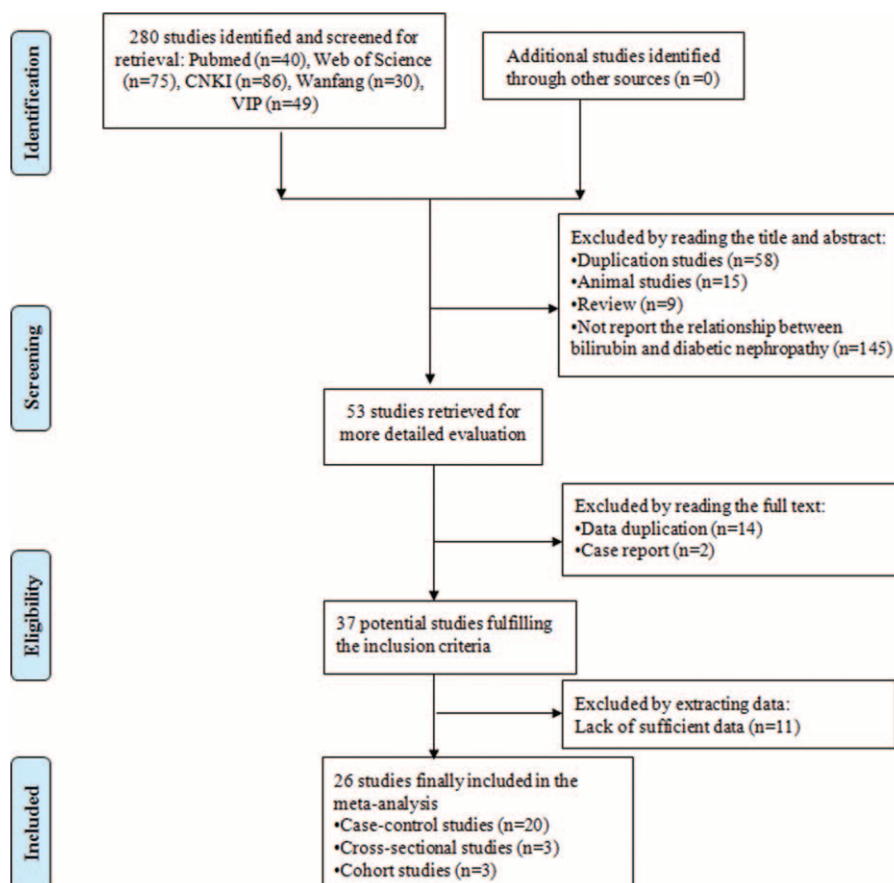 Identification
280 studies identified and screened for
retrieval: Pubmed (n=40), Web of Science
(n=75), CNKI (n=86), Wanfang (n=30),
VIP (n=49)
Additional studies identified
through other sources (n =0)
Screening
Excluded by reading the title and abstract:
•Duplication studies (n=58)
•Animal studies (n=15)
•Review (n=9)
•Not report the relationship between
bilirubin and diabetic nephropathy (n=145)
53 studies retrieved for
more detailed evaluation
Eligibility
Excluded by reading the full text:
•Data duplication (n=14)
•Case report (n=2)
37 potential studies fulfilling
the inclusion criteria
Excluded by extracting data:
Lack of sufficient data (n=11)
Included
26 studies finally included in the
meta-analysis
•Case-control studies (n=20)
•Cross-sectional studies (n=3)
•Cohort studies (n=3)